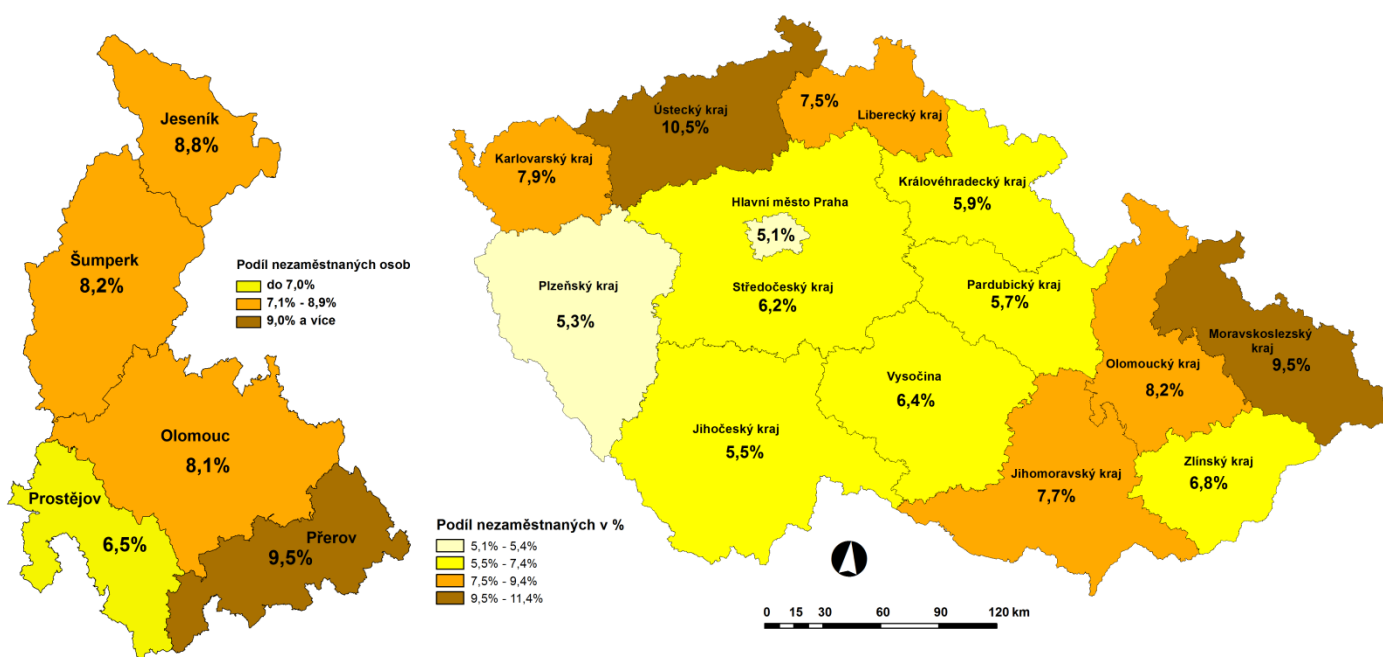 Jeseník
8,8%
Šumperk
8,2%
Podíl nezaměstnaných osob
do 7,0%
7,1% - 8,9%
9,0% a více
Olomouc
8,1%
Prostějov
6,5%
Přerov
9,5%
Ústecký kraj
10,5%
7,5%
Liberecký kraj
Karlovarský kraj
7,9%
Královéhradecký kraj
5,9%
Hlavní město Praha
5,1%
Plzeňský kraj
5,3%
Středočeský kraj
6,2%
Pardubický kraj
5,7%
Moravskoslezský
kraj
9,5%
Olomoucký kraj
8,2%
Vysočina
6,4%
Jihočeský kraj
5,5%
Jihomoravský kraj
7,7%
Zlínský kraj
6,8%
Podíl nezaměstnaných v %
5,1% - 5,4%
5,5% - 7,4%
7,5% - 9,4%
9,5% - 11,4%
0 15 30 60 90 120 km